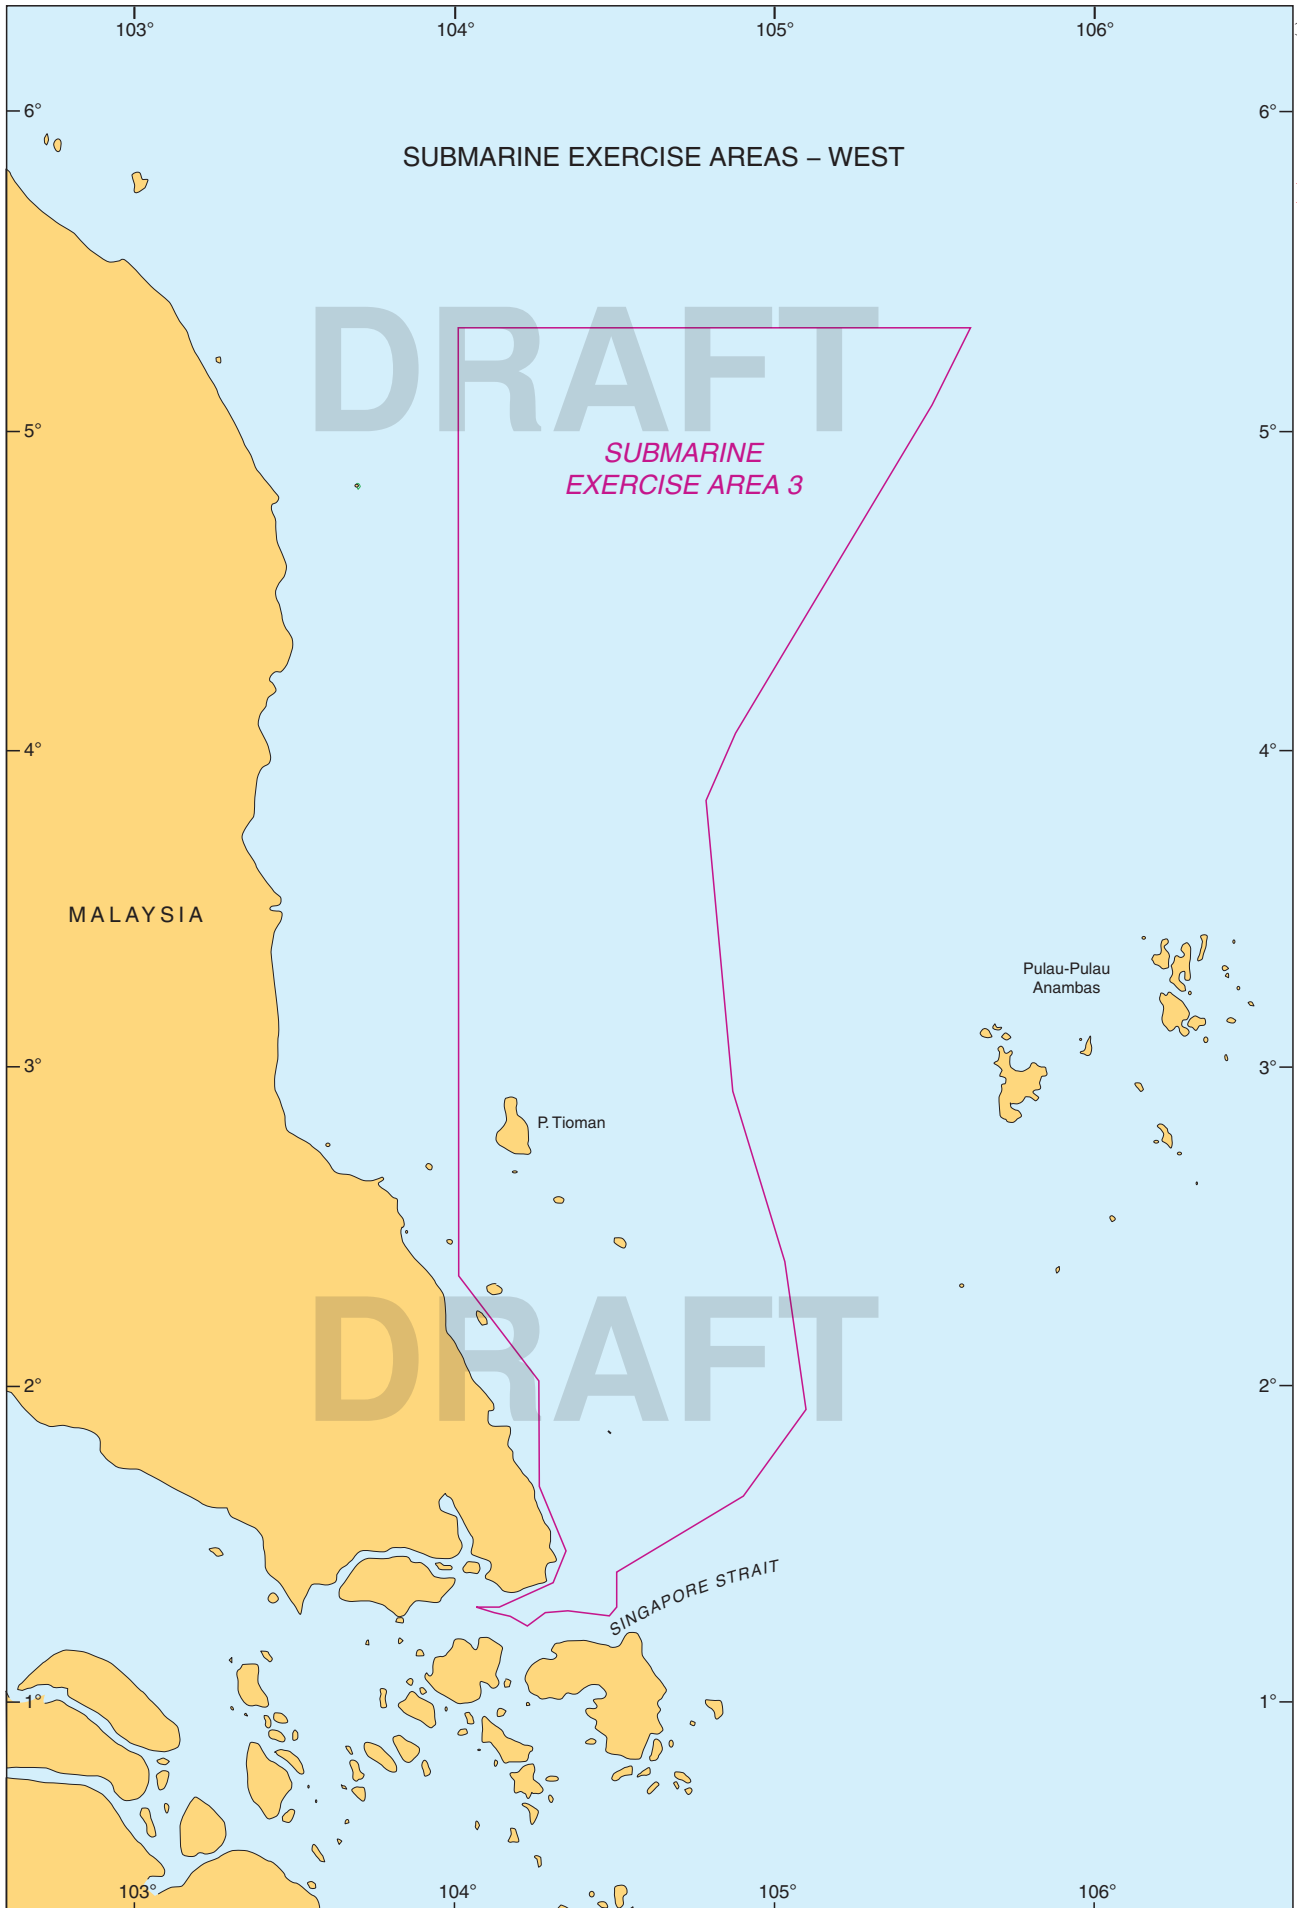 103° 104° 105° 106°
6° 6°
SUBMARINE EXERCISE AREAS – WEST
DRAFT
5°
SUBMARINE
EXERCISE AREA 3
5°
4° 4°
MALAYSIA
Pulau-Pulau
Anambas
3° 3°
P. Tioman
DRAFT
2° 2°
SINGAPORE STRAIT
1° 1°
103° 104° 105° 106°